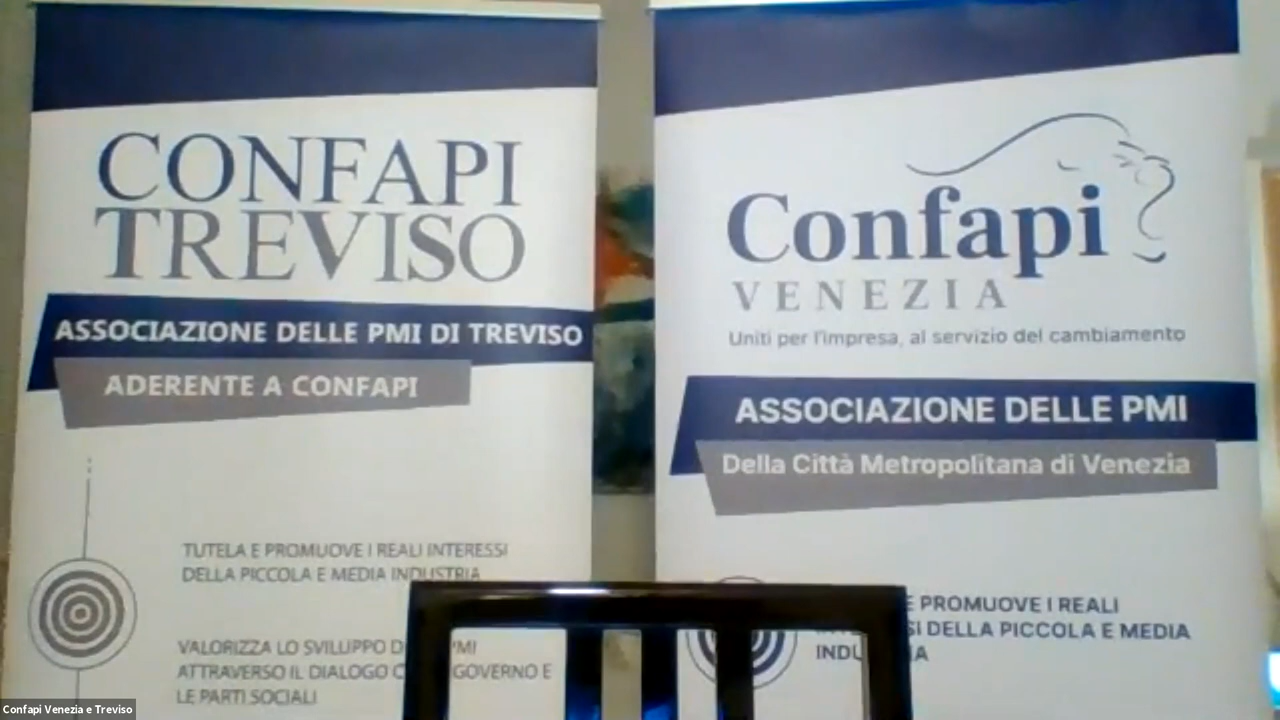 CONFAPI
TREVISO
ASSOCIAZIONE DELLE PMI DI TREVISO
ADERENTE A CONFAPI
TUTELA E PROMUOVE I REALI INTERESSI
DELLA PICCOLA E MEDIA INDUSTRIA
VALORIZZA LO SVILUPPO
ATTRAVERSO IL DIALOGO GOVERNO E
LE PARTI SOCIALI
Confapi
VENEZIA
Uniti per l'impresa, al servizio del cambiamento
ASSOCIAZIONE DELLE PMI
Della Città Metropolitana di Venezia
E PROMUOVE I REALI
DELLA PICCOLA E MEDIA
Confapi Venezia e Treviso